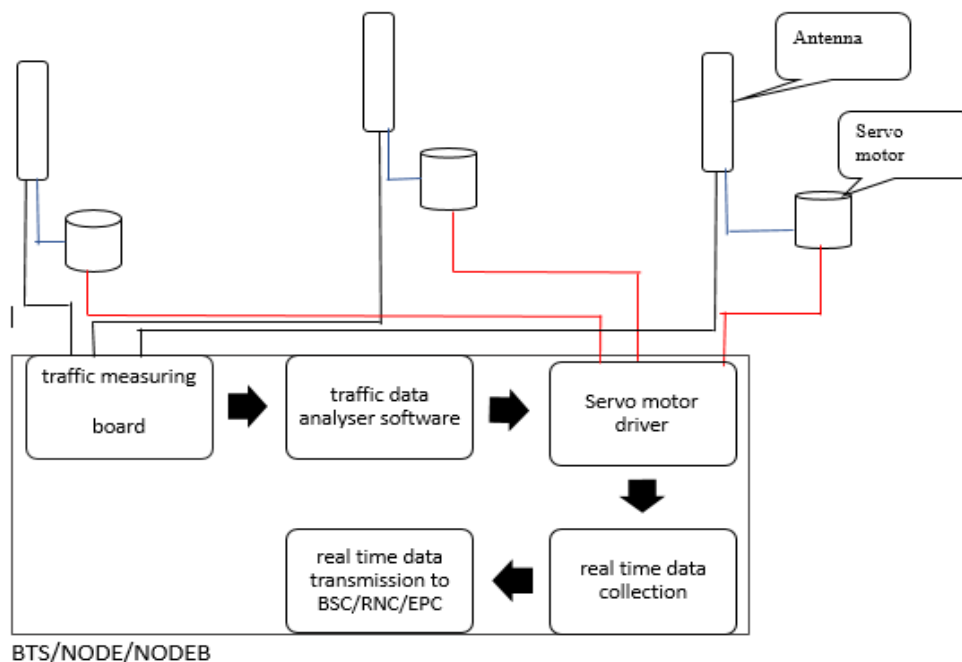 Antenna
Servo
motor
traffic measuring
board
traffic data
analyser software
Servo motor
driver
real time data
transmission to
BSC/RNC/EPC
real time data
collection
BTS/NODE/NODEB